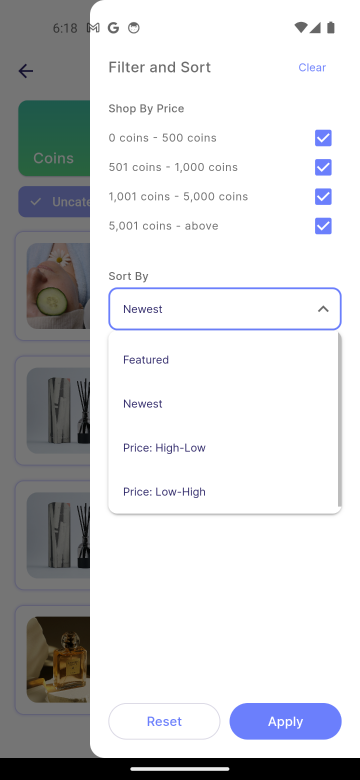 6:18
Filter and Sort
Clear
Shop By Price
0 coins - 500 coins
501 coins - 1,000 coins
1,001 coins - 5,000 coins
5,001 coins - above
Coins
Uncate
Sort By
Newest
Featured
Newest
Price: High-Low
Price: Low-High
Reset
Apply